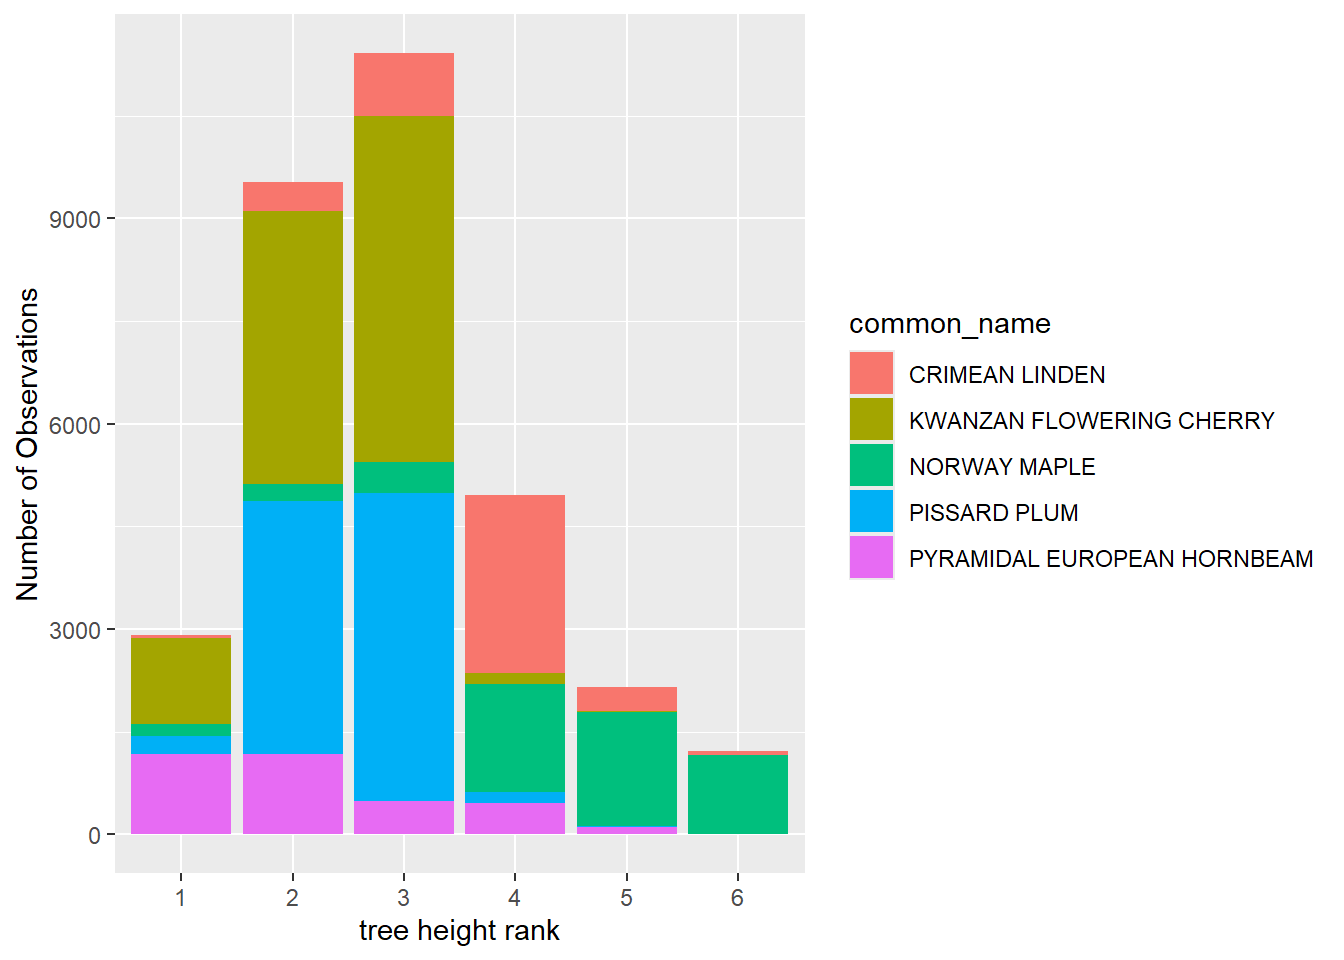 Number of Observations
9000
6000
3000
0
1 2 3 4 5 6
tree height rank
common_name
CRIMEAN LINDEN
KWANZAN FLOWERING CHERRY
NORWAY MAPLE
PISSARD PLUM
PYRAMIDAL EUROPEAN HORNBEAM